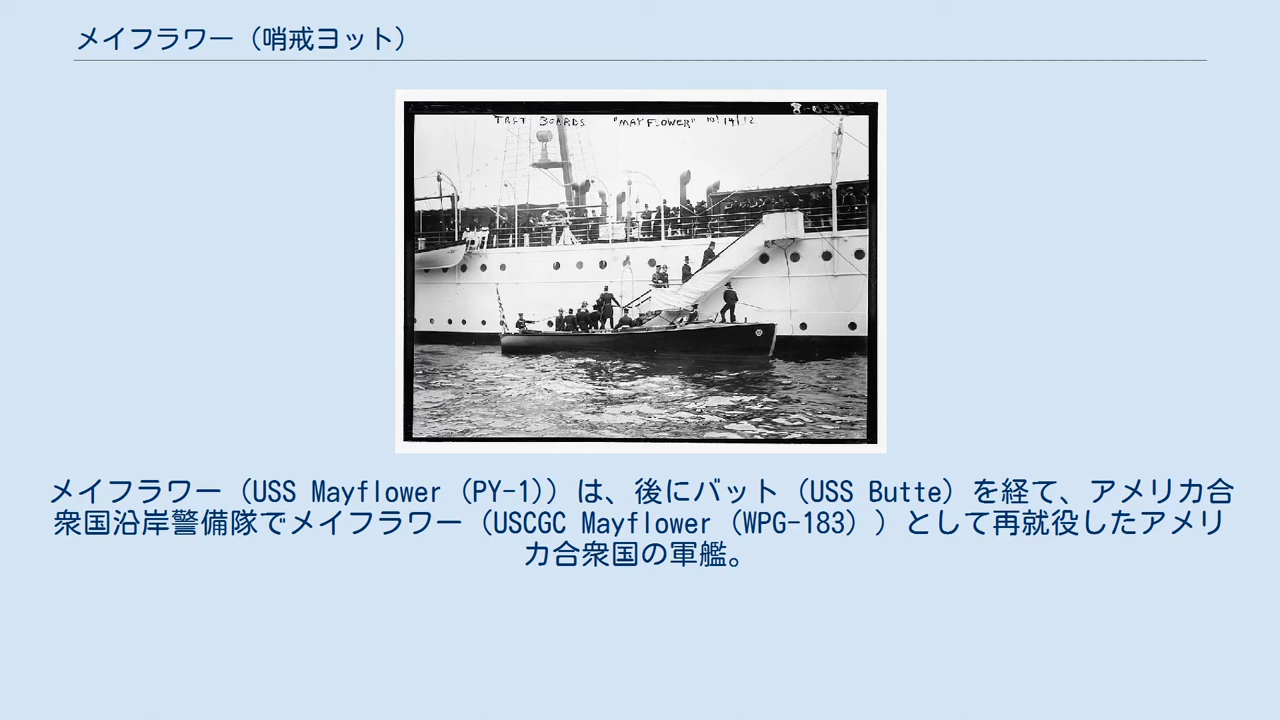 メイフラワー（哨戒ヨット）
TAFT BOARDS "MAYFLOWER" 10/14/12
メイフラワー（USS Mayflower（PY-1））は、後にバット（USS Butte）を経て、アメリカ合
衆国沿岸警備隊でメイフラワー（USCGC Mayflower（WPG-183））として再就役したアメリ
カ合衆国の軍艦。